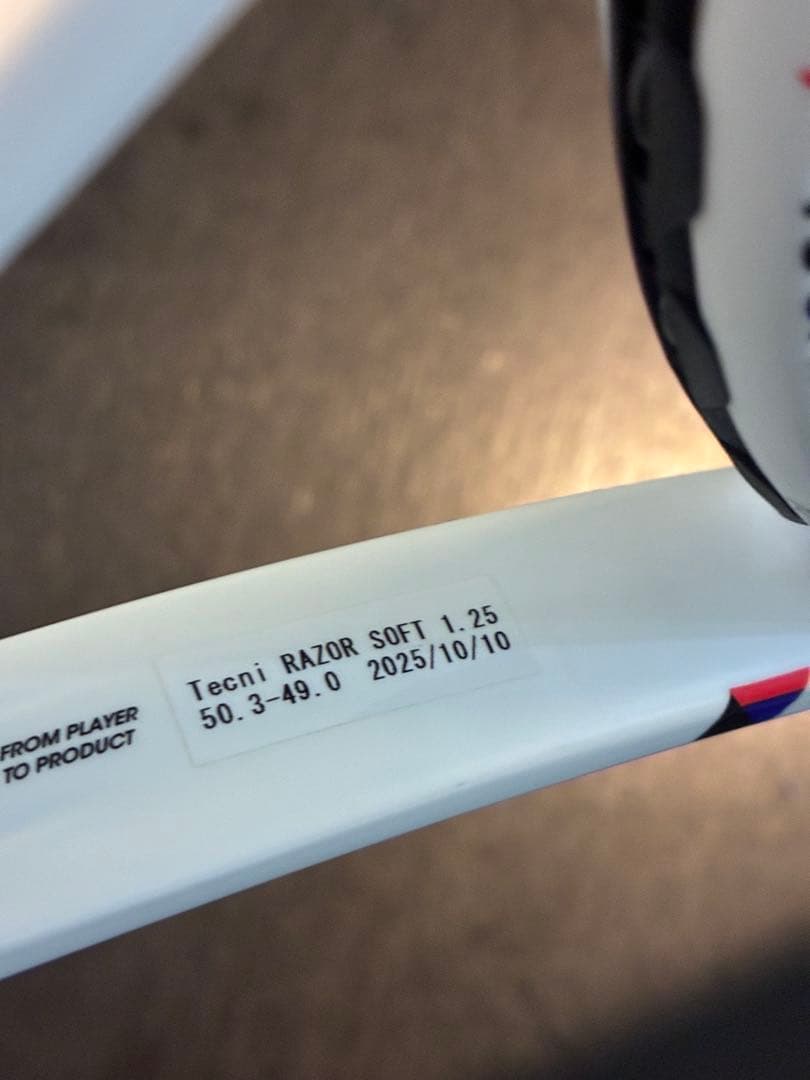 Tecni RAZOR SOFT 1.25
50.3-49.0 2025/10/10
FROM PLAYER
TO PRODUCT